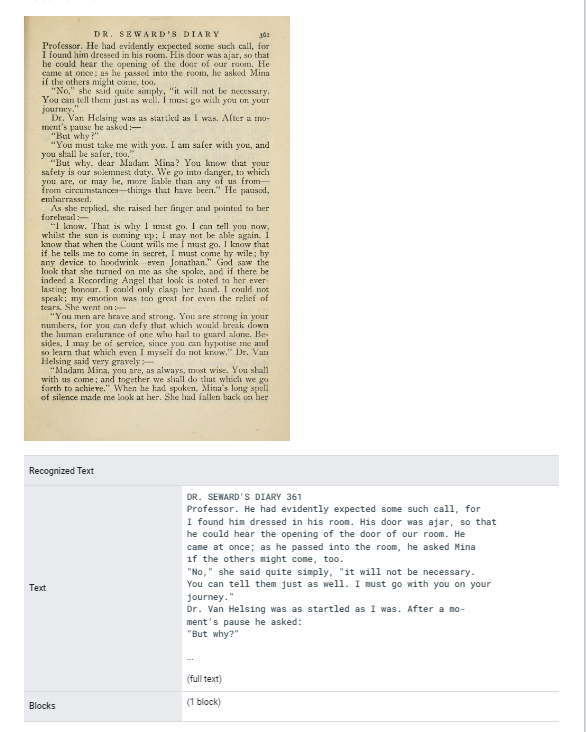 DR. SEWARD'S DIARY 361
Professor. He had evidently expected some such call, for
I found him dressed in his room. His door was ajar, so that
he could hear the opening of the door of our room. He
came at once; as he passed into the room, he asked Mina
if the others might come, too.
"No," she said quite simply, "it will not be necessary.
You can tell them just as well. I must go with you on your
journey."
Dr. Van Helsing was as startled as I was. After a mo-
ment's pause he asked:—
"But why?"
"You must take me with you. I am safer with you, and
you shall be safer, too."
"But why, dear Madam Mina? You know that your
safety is our solemnest duty. We go into danger, to which
you are, or may be, more liable than any of us from—
from circumstances—things that have been." He paused,
embarrassed.
As she replied, she raised her finger and pointed to her
forehead:—
"I know. That is why I must go. I can tell you now,
whilst the sun is coming up; I may not be able again. I
know that when the Count wills me I must go. I know that
if he tells me to come in secret, I must come by wile; by
any device to hoodwink—even Jonathan." God saw the
look that she turned on me as she spoke, and if there be
indeed a Recording Angel that look is noted to her ever-
lasting honour. I could only clasp her hand. I could not
speak; my emotion was too great for even the relief of
tears. She went on:—
"You men are brave and strong. You are strong in your
numbers, for you can defy that which would break down
the human endurance of one who had to guard alone. Be-
sides, I may be of service, since you can hypnotise me and
so learn that which even I myself do not know." Dr. Van
Helsing said very gravely:—
"Madam Mina, you are, as always, most wise. You shall
with us come; and together we shall do that which we go
forth to achieve." When he had spoken, Mina's long spell
of silence made me look at her. She had fallen back on her
Recognized Text
Text
DR. SEWARD'S DIARY 361
Professor. He had evidently expected some such call, for
I found him dressed in his room. His door was ajar, so that
he could hear the opening of the door of our room. He
came at once; as he passed into the room, he asked Mina
if the others might come, too.
"No," she said quite simply, "it will not be necessary.
You can tell them just as well. I must go with you on your
journey."
Dr. Van Helsing was as startled as I was. After a mo-
ment's pause he asked:
"But why?"
...
(full text)
Blocks
(1 block)